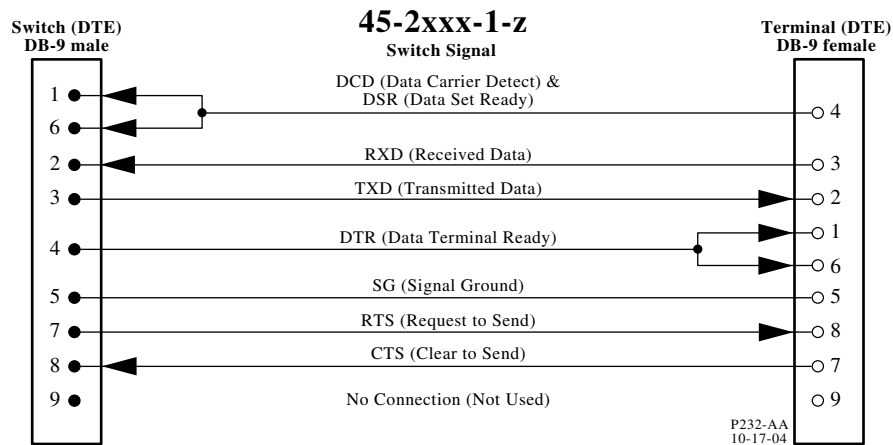 45-2xxx-1-z
Switch (DTE)
DB-9 male
Switch Signal
Terminal (DTE)
DB-9 female
1
DCD (Data Carrier Detect) &
DSR (Data Set Ready)
4
6
2
RXD (Received Data)
3
3
TXD (Transmitted Data)
2
1
4
DTR (Data Terminal Ready)
6
5
SG (Signal Ground)
5
7
RTS (Request to Send)
8
8
CTS (Clear to Send)
7
9
No Connection (Not Used)
9
P232-AA
10-17-04